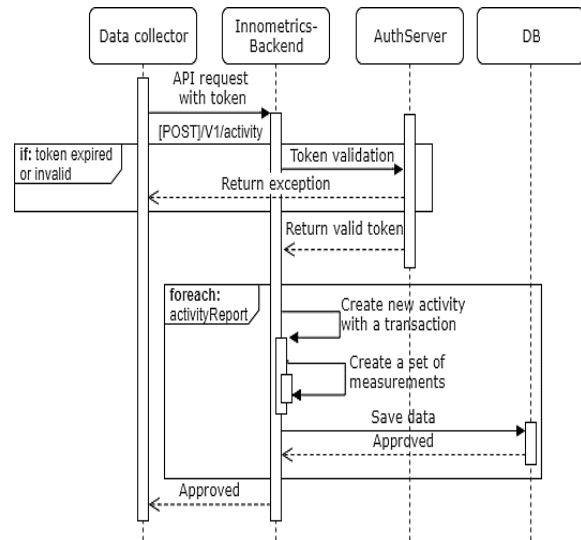 Data collector
Innometrics-
Backend
AuthServer
DB
API request
with token
[POST]/V1/activity
if: token expired
or invalid
Token validation
Return exception
Return valid token
foreach:
activityReport
Create new activity
with a transaction
Create a set of
measurements
Save data
Approved
Approved